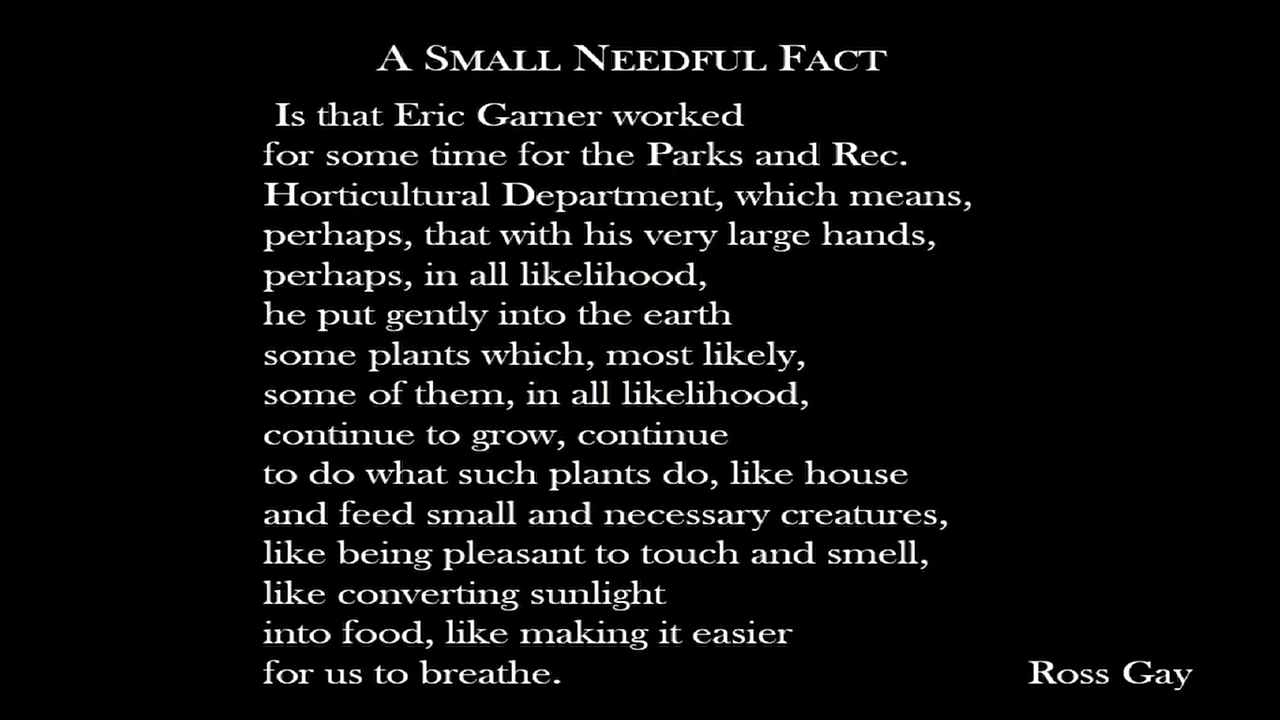 A Small Needful Fact
Is that Eric Garner worked
for some time for the Parks and Rec.
Horticultural Department, which means,
perhaps, that with his very large hands,
perhaps, in all likelihood,
he put gently into the earth
some plants which, most likely,
some of them, in all likelihood,
continue to grow, continue
to do what such plants do, like house
and feed small and necessary creatures,
like being pleasant to touch and smell,
like converting sunlight
into food, like making it easier
for us to breathe.
Ross Gay